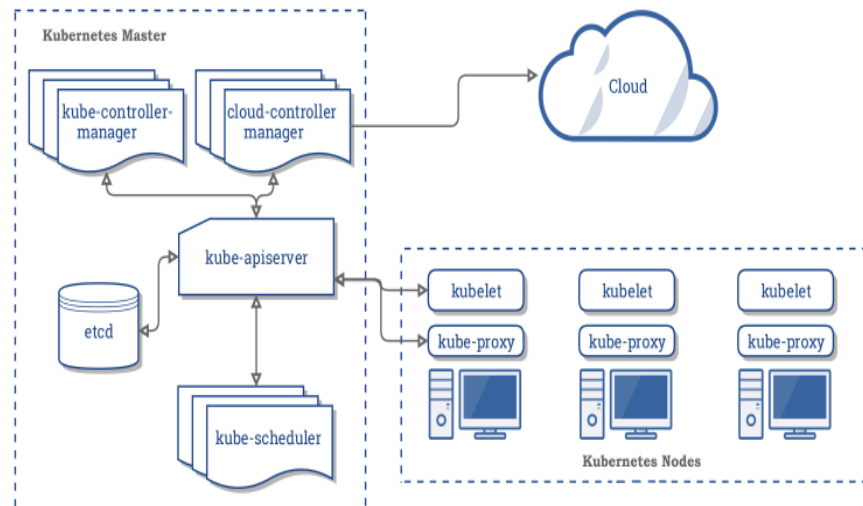 Kubernetes Master
kube-controller-
manager
cloud-controller
manager
Cloud
kube-apiserver
etcd
kube-scheduler
kubelet
kubelet
kubelet
kube-proxy
kube-proxy
kube-proxy
Kubernetes Nodes